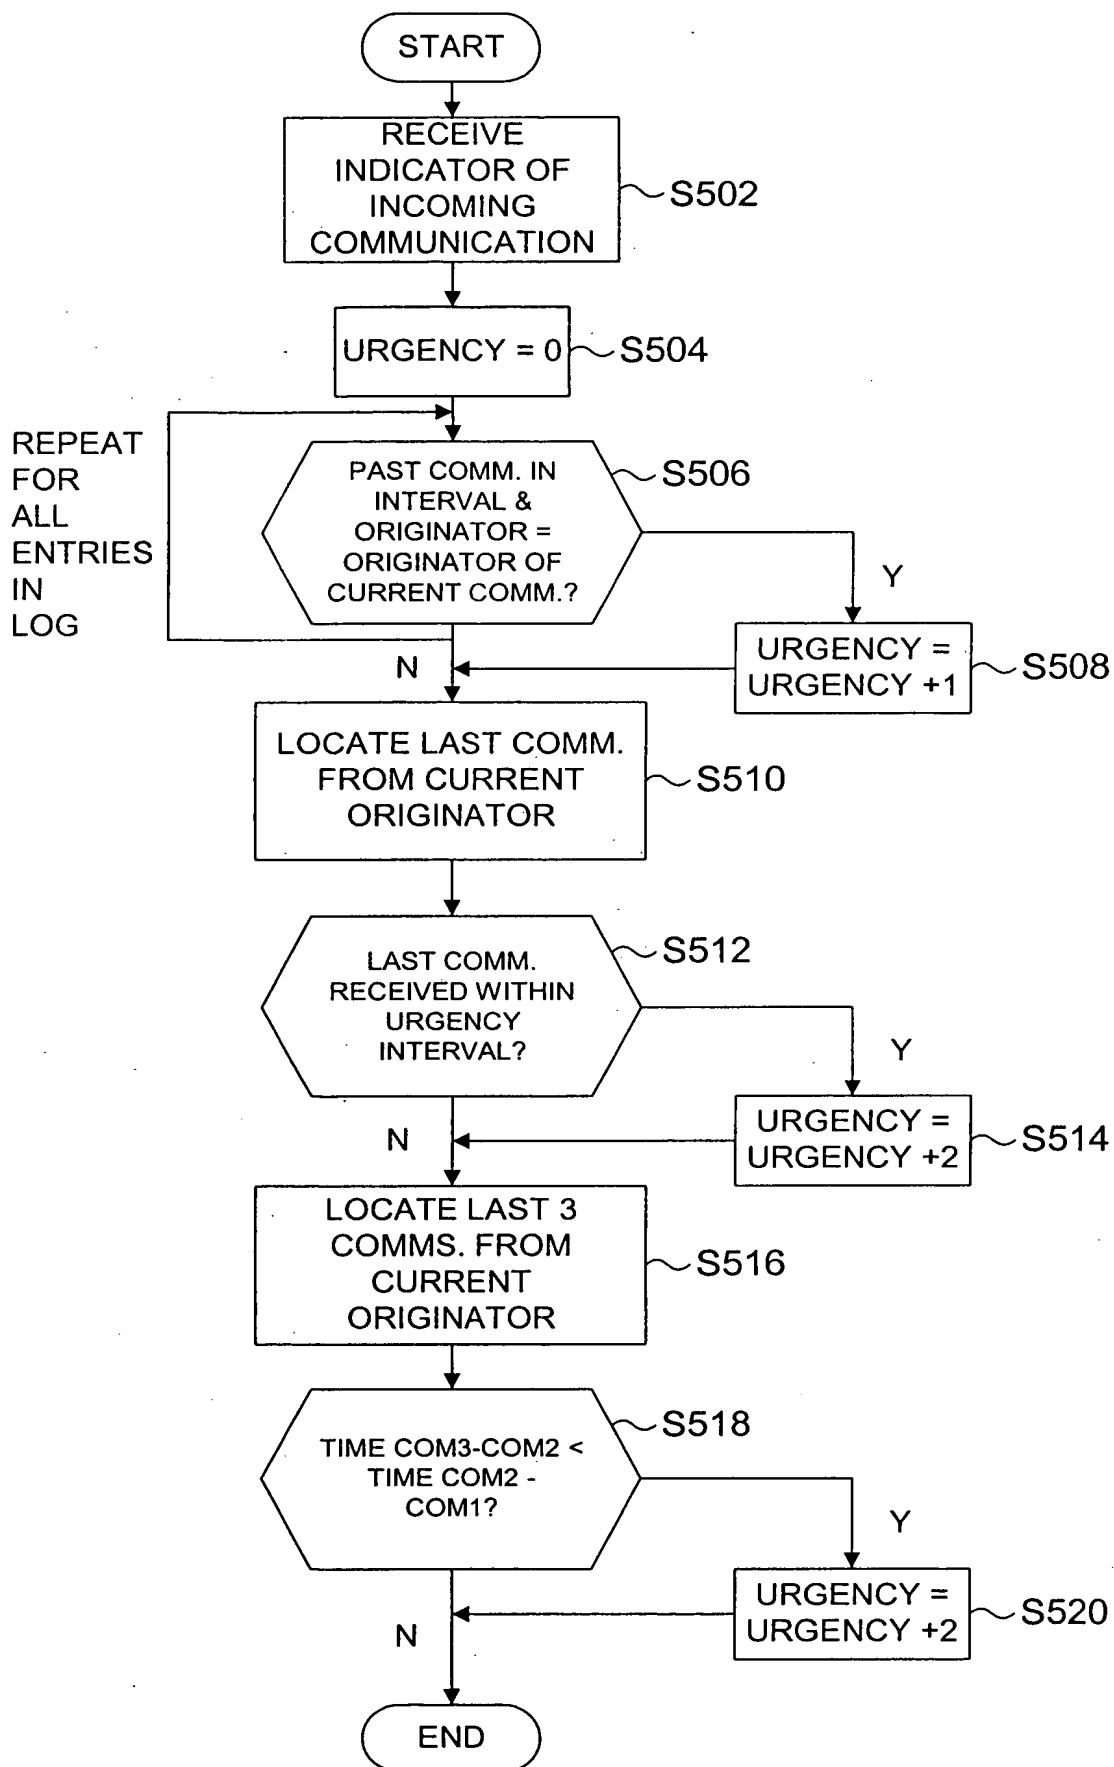 START
RECEIVE
INDICATOR OF
INCOMING
COMMUNICATION
S502
URGENCY = 0
S504
REPEAT
FOR
ALL
ENTRIES
IN
LOG
PAST COMM. IN
INTERVAL &
ORIGINATOR =
ORIGINATOR OF
CURRENT COMM.?
S506
Y
URGENCY =
URGENCY +1
S508
N
LOCATE LAST COMM.
FROM CURRENT
ORIGINATOR
S510
LAST COMM.
RECEIVED WITHIN
URGENCY
INTERVAL?
S512
Y
URGENCY =
URGENCY +2
S514
N
LOCATE LAST 3
COMMS. FROM
CURRENT
ORIGINATOR
S516
TIME COM3-COM2 <
TIME COM2 -
COM1?
S518
Y
URGENCY =
URGENCY +2
S520
N
END